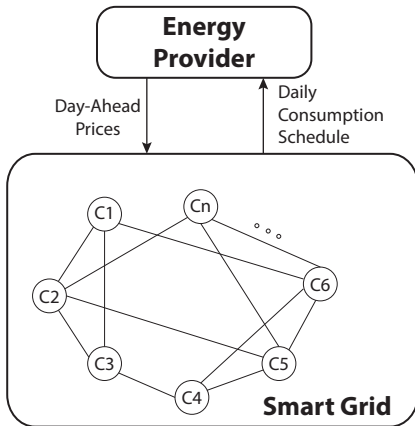 Energy
Provider
Day-Ahead
Prices
Daily
Consumption
Schedule
C1
Cn
C2
C6
C3
C5
C4
Smart Grid